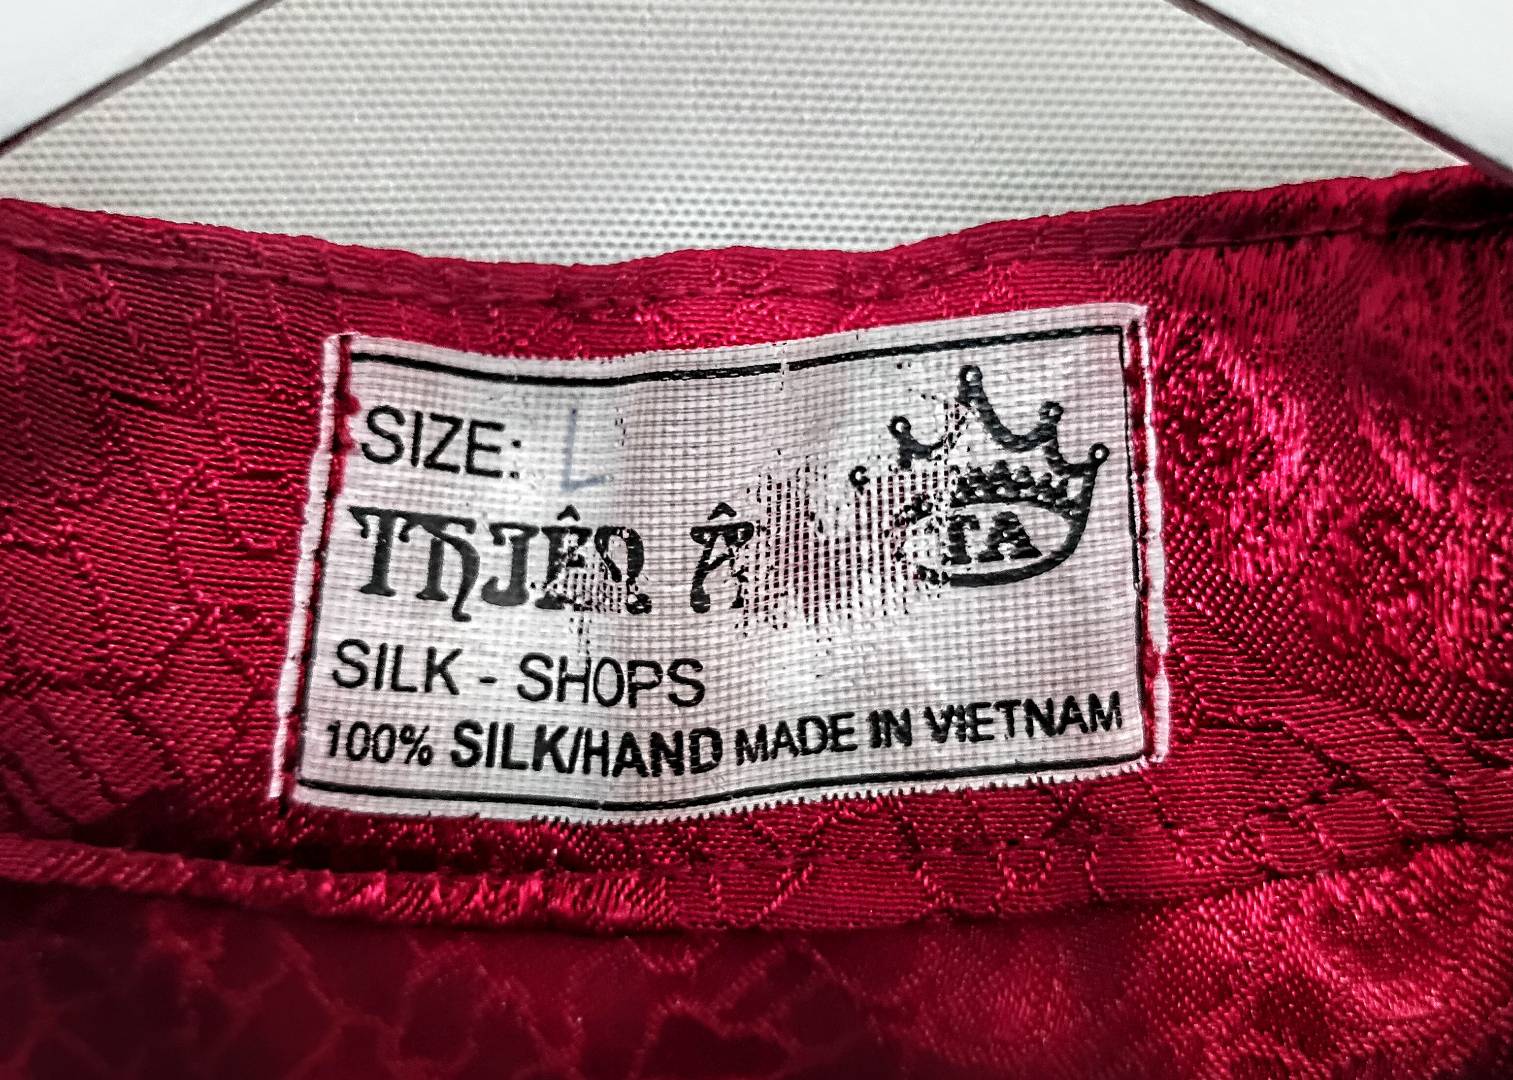 SIZE: L
THIÊN Â
TA
SILK - SHOPS
100% SILK/HAND MADE IN VIETNAM